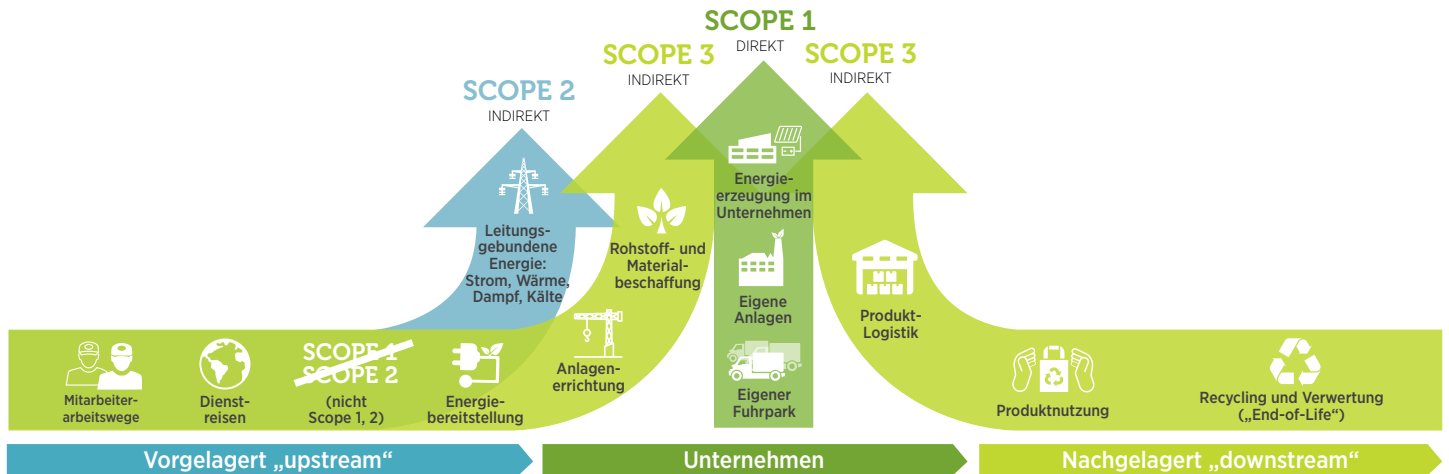 SCOPE 1
DIREKT
SCOPE 3
INDIREKT
SCOPE 3
INDIREKT
SCOPE 2
INDIREKT
Leitungs-
gebundene
Energie:
Strom, Wärme,
Dampf, Kälte
Rohstoff- und
Material-
beschaffung
Energie-
erzeugung im
Unternehmen
Eigene
Anlagen
Eigener
Fuhrpark
Produkt-
Logistik
Mitarbeiter-
arbeitswege
Dienst-
reisen
SCOPE 1
SCOPE 2
(nicht
Scope 1, 2)
Energie-
bereitstellung
Anlagen-
errichtung
Produktnutzung
Recycling und Verwertung
(„End-of-Life“)
Vorgelagert „upstream“
Unternehmen
Nachgelagert „downstream“